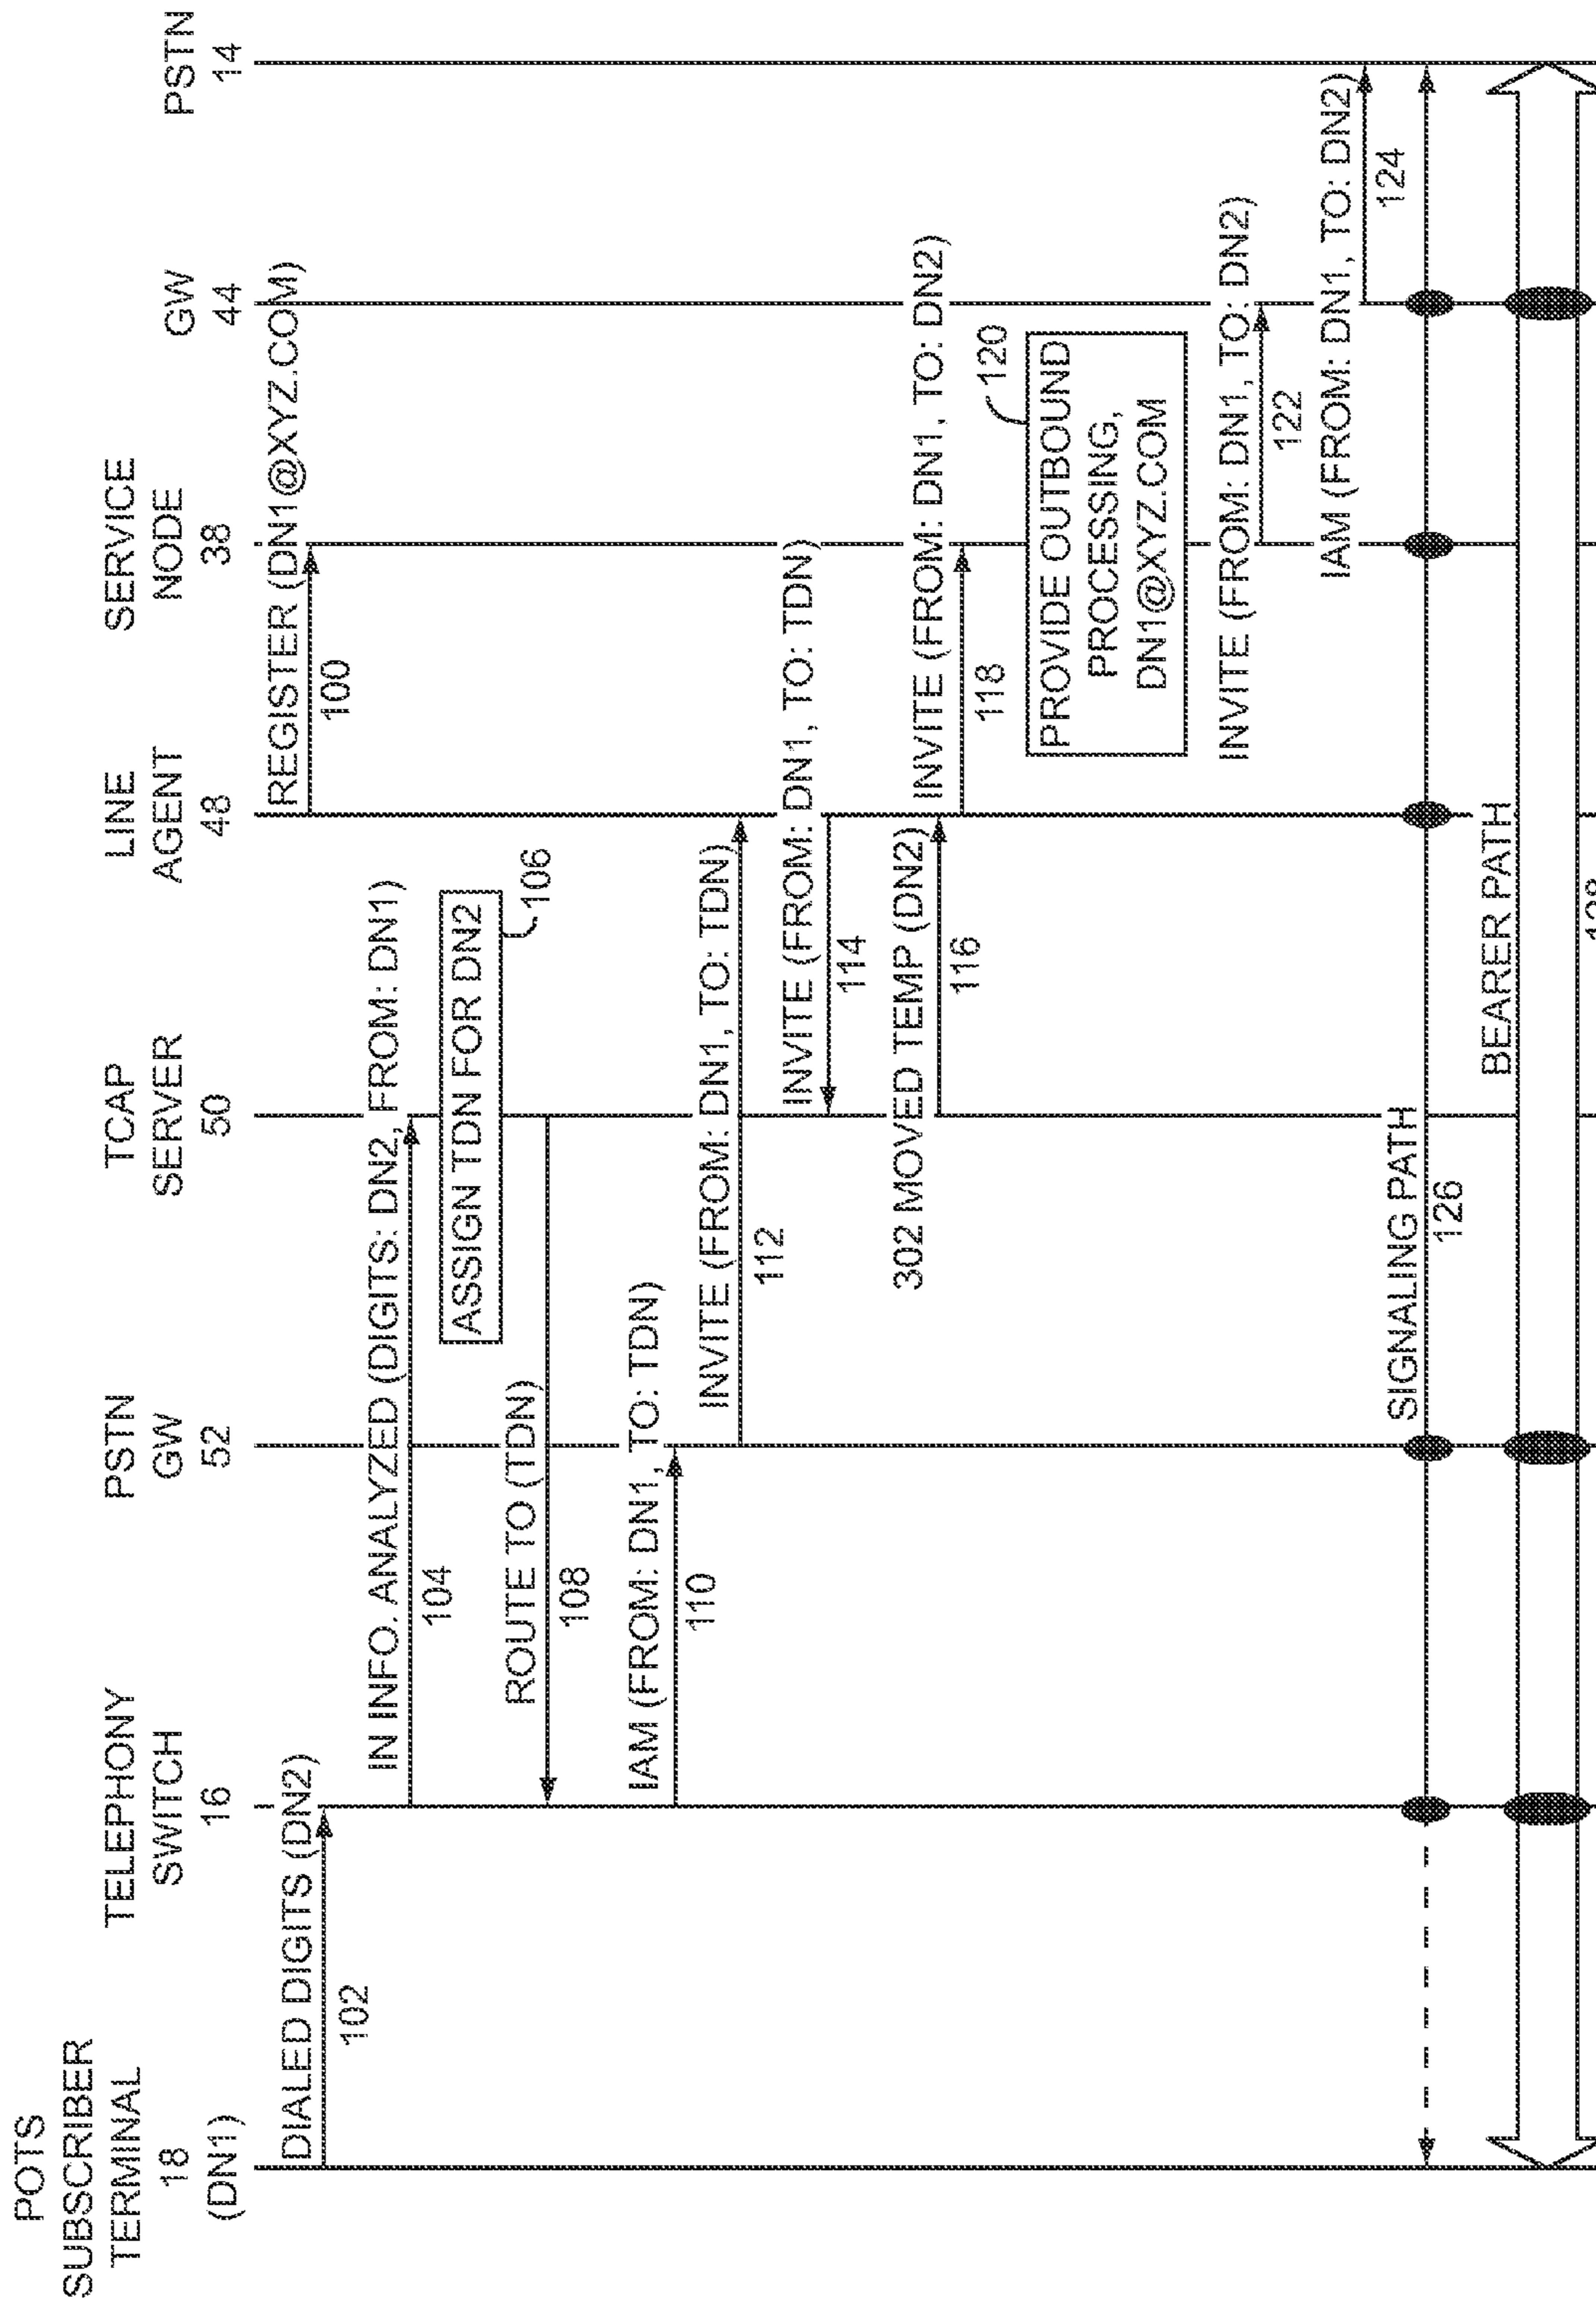 POTS
SUBSCRIBER
TERMINAL
18
(DN1)
TELEPHONY
SWITCH
16
PSTN
GW
52
TCAP
SERVER
50
LINE
AGENT
48
SERVICE
NODE
38
GW
44
PSTN
14
REGISTER (DN1@XYZ.COM)
100
DIALED DIGITS (DN2)
102
IN INFO. ANALYZED (DIGITS: DN2, FROM: DN1)
104
ASSIGN TDN FOR DN2
106
ROUTE TO (TDN)
108
IAM (FROM: DN1, TO: TDN)
110
INVITE (FROM: DN1, TO: TDN)
112
INVITE (FROM: DN1, TO: TDN)
114
302 MOVED TEMP (DN2)
116
INVITE (FROM: DN1, TO: DN2)
118
PROVIDE OUTBOUND
PROCESSING,
DN1@XYZ.COM
120
INVITE (FROM: DN1, TO: DN2)
122
IAM (FROM: DN1, TO: DN2)
124
SIGNALING PATH
126
BEARER PATH